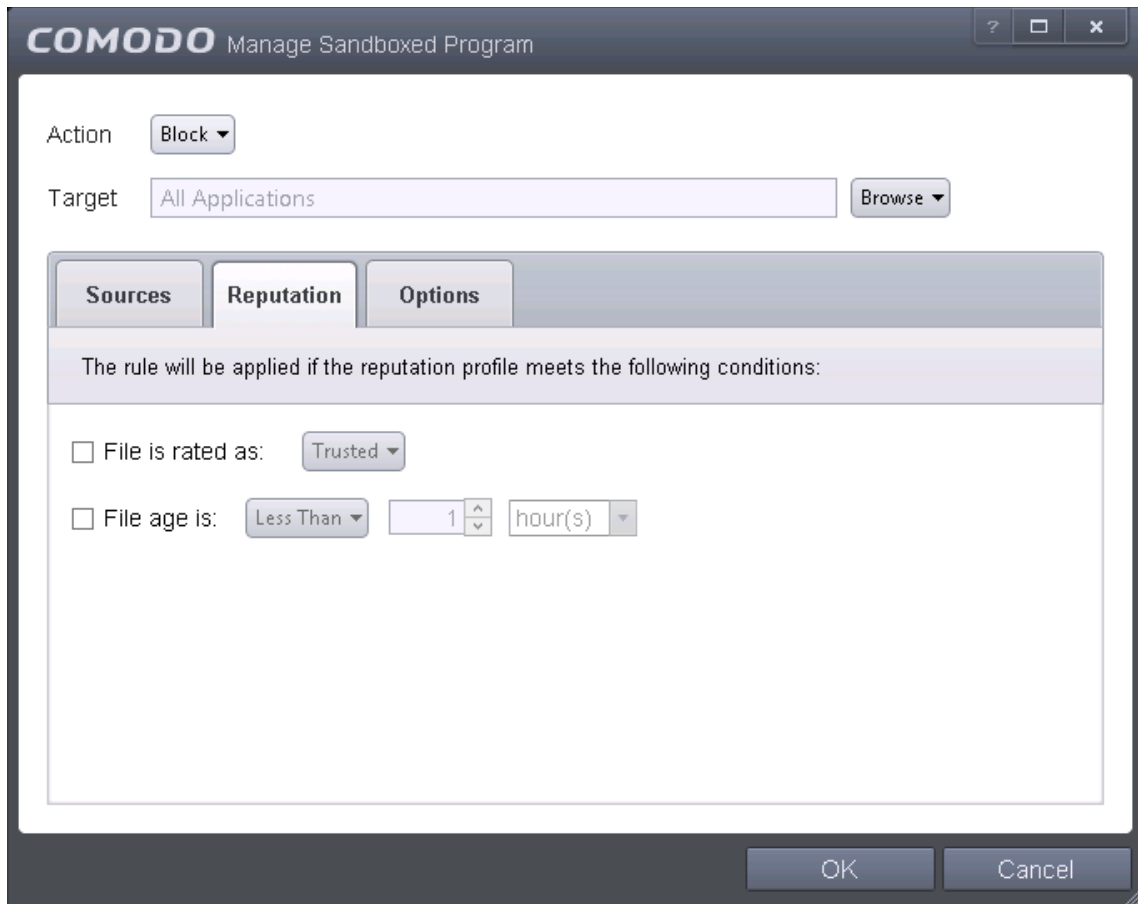 COMODO Manage Sandboxed Program
?
Action Block
Target All Applications Browse
Sources Reputation Options
The rule will be applied if the reputation profile meets the following conditions:
File is rated as: Trusted
File age is: Less Than 1 hour(s)
OK Cancel